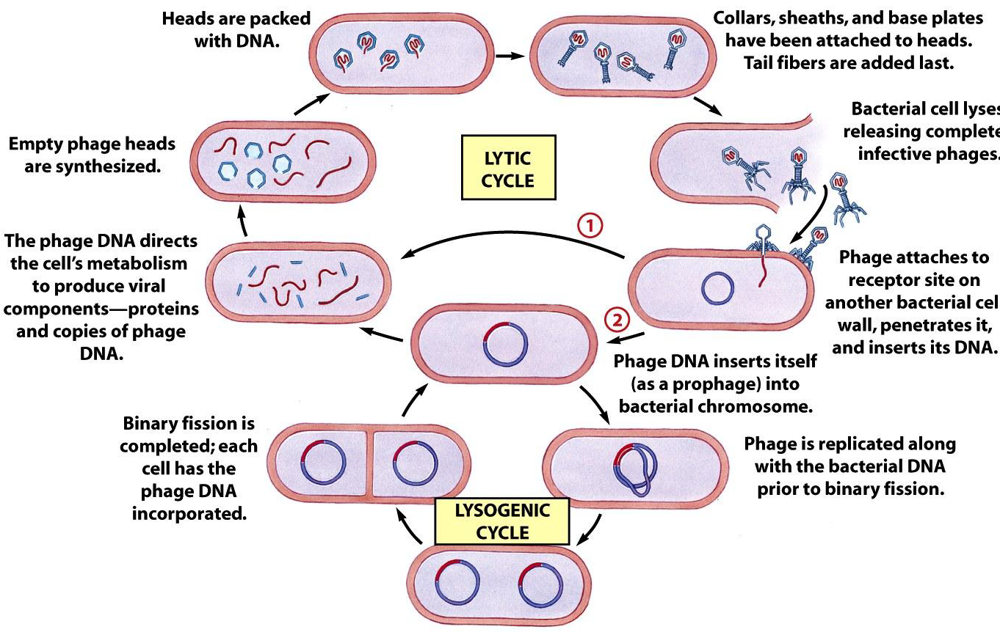 Heads are packed
with DNA.
Collars, sheaths, and base plates
have been attached to heads.
Tail fibers are added last.
Bacterial cell lyses
releasing complete
infective phages.
Empty phage heads
are synthesized.
LYTIC
CYCLE
1
The phage DNA directs
the cell's metabolism
to produce viral
components—proteins
and copies of phage
DNA.
Phage attaches to
receptor site on
another bacterial cel
wall, penetrates it,
and inserts its DNA.
2
Phage DNA inserts itself
(as a prophage) into
bacterial chromosome.
Binary fission is
completed; each
cell has the
phage DNA
incorporated.
Phage is replicated along
with the bacterial DNA
prior to binary fission.
LYSOGENIC
CYCLE